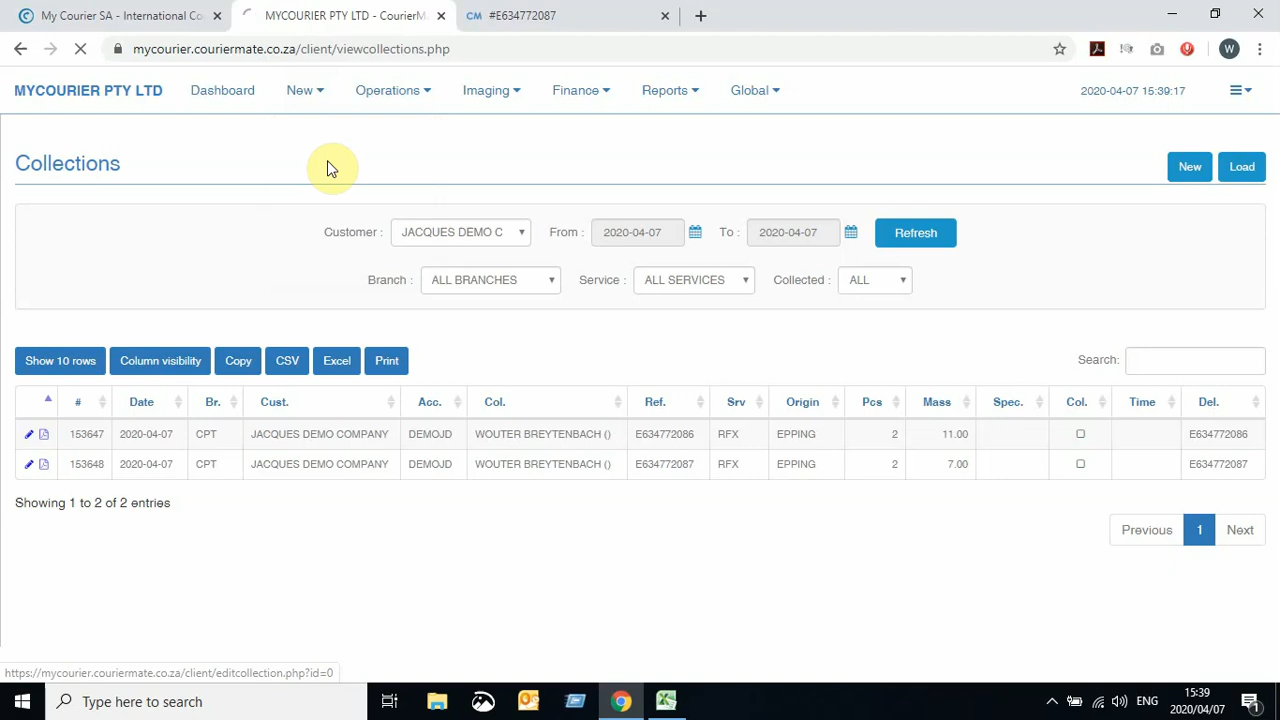 My Courier SA - International Co
MYCOURIER PTY LTD - CourierM
CM #E634772087
mycourier.couriermate.co.za/client/viewcollections.php
W
MYCOURIER PTY LTD Dashboard New Operations Imaging Finance Reports Global 2020-04-07 15:39:17
Collections
New Load
Customer : JACQUES DEMO C From : 2020-04-07 To : 2020-04-07 Refresh
Branch : ALL BRANCHES Service : ALL SERVICES Collected : ALL
Show 10 rows Column visibility Copy CSV Excel Print Search:
# Date Br. Cust. Acc. Col. Ref. Srv Origin Pcs Mass Spec. Col. Time Del.
153647 2020-04-07 CPT JACQUES DEMO COMPANY DEMOJD WOUTER BREYTENBACH () E634772086 RFX EPPING 2 11.00 E634772086
153648 2020-04-07 CPT JACQUES DEMO COMPANY DEMOJD WOUTER BREYTENBACH () E634772087 RFX EPPING 2 7.00 E634772087
Showing 1 to 2 of 2 entries
Previous 1 Next
https://mycourier.couriermate.co.za/client/editcollection.php?id=0
Type here to search
ENG
15:39
2020/04/07
1